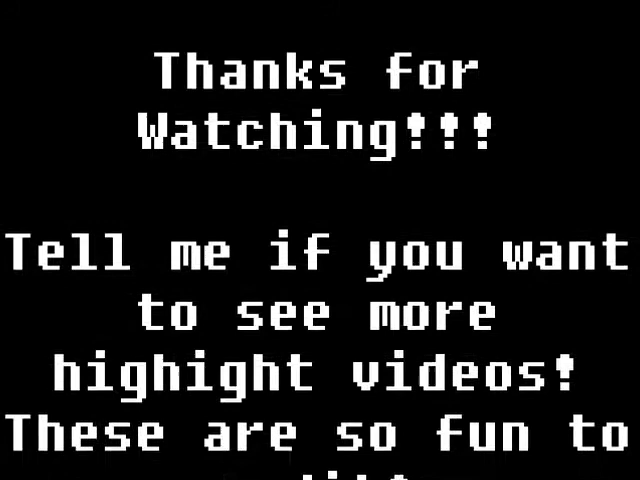 Thanks for
Watching!!!
Tell me if you want
to see more
highight videos!
These are so fun to